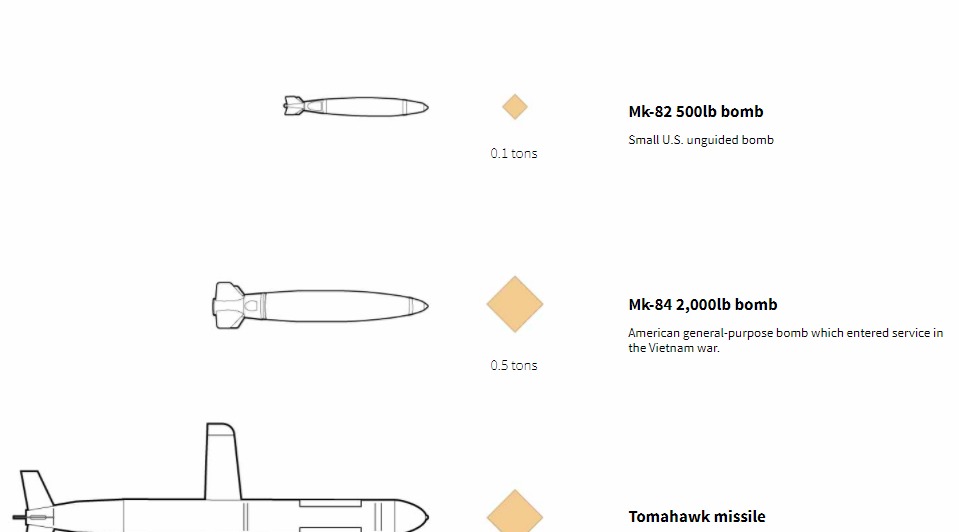 Mk-82 500lb bomb
Small U.S. unguided bomb
0.1 tons
Mk-84 2,000lb bomb
American general-purpose bomb which entered service in
the Vietnam war.
0.5 tons
Tomahawk missile